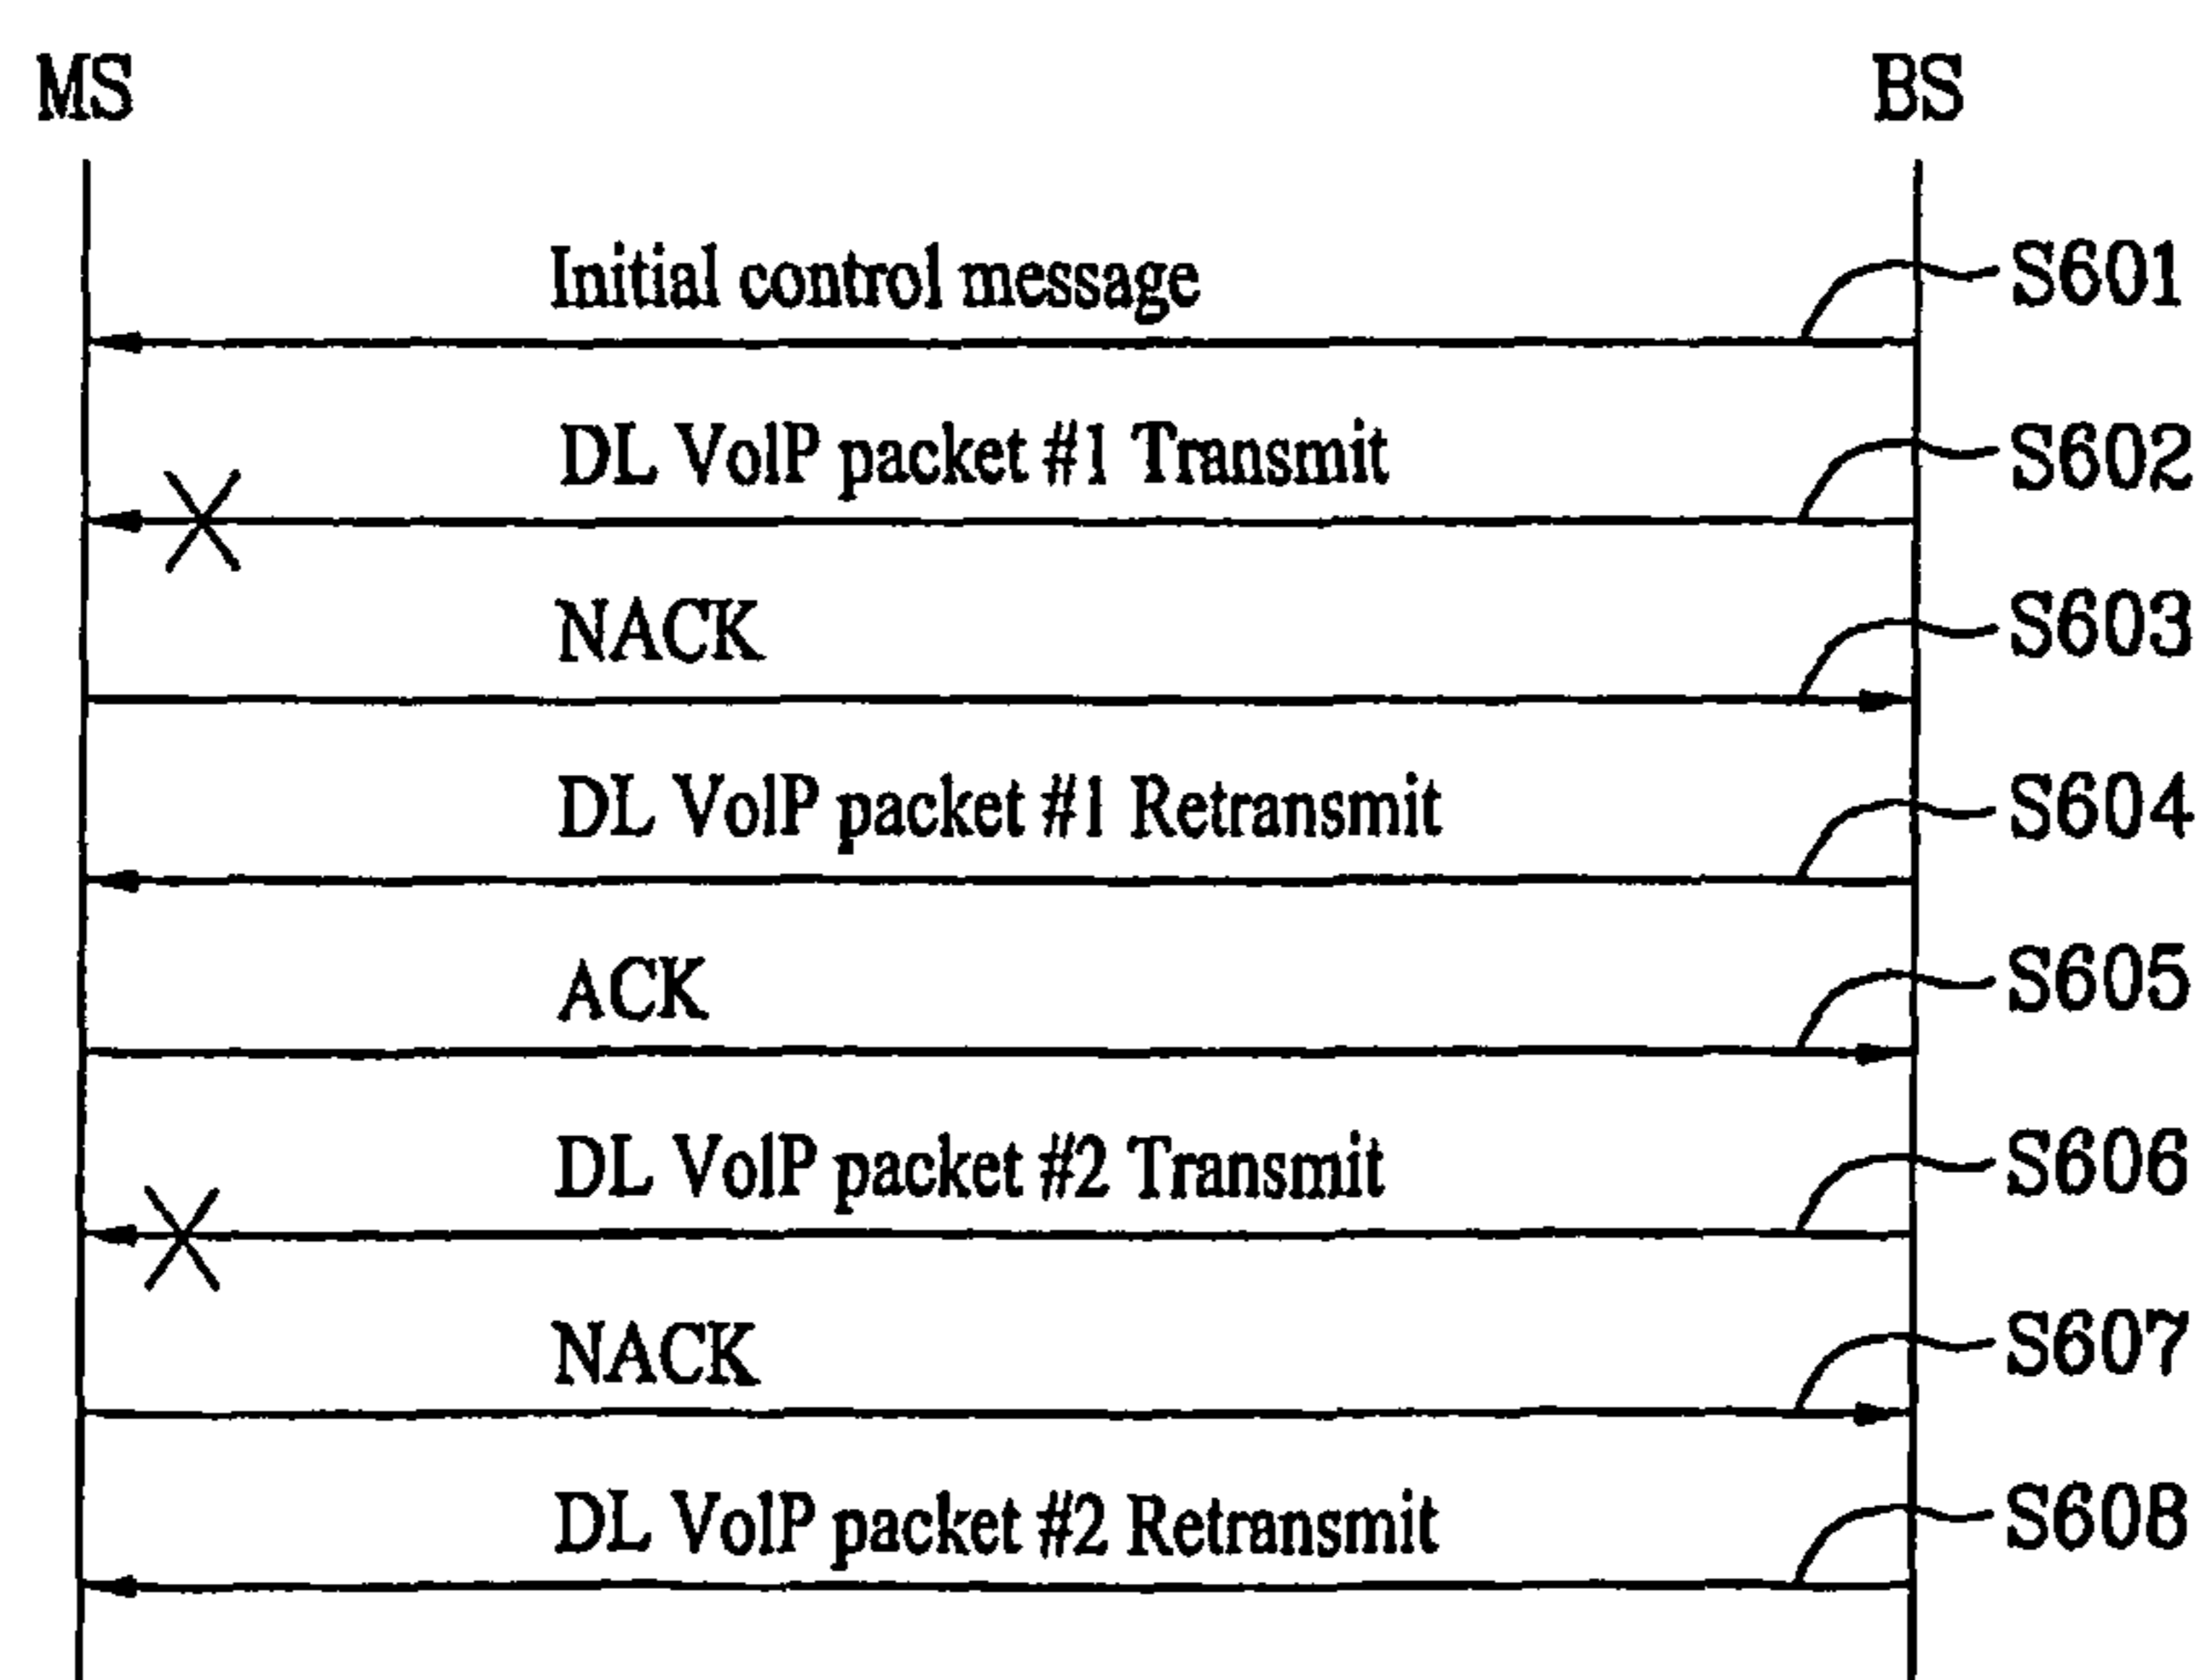 MS BS
Initial control message S601
DL VoIP packet #1 Transmit S602
NACK S603
DL VoIP packet #1 Retransmit S604
ACK S605
DL VoIP packet #2 Transmit S606
NACK S607
DL VoIP packet #2 Retransmit S608